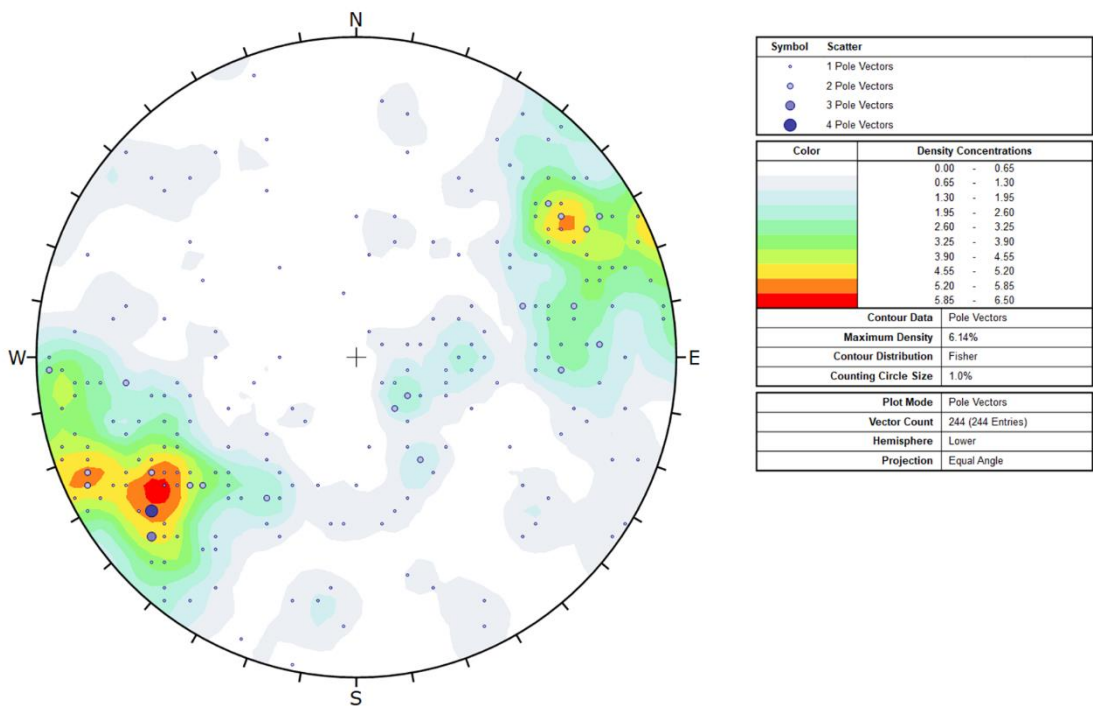 N
W
E
S
Symbol Scatter
1 Pole Vectors
2 Pole Vectors
3 Pole Vectors
4 Pole Vectors
Color Density Concentrations
0.00 - 0.65
0.65 - 1.30
1.30 - 1.95
1.95 - 2.60
2.60 - 3.25
3.25 - 3.90
3.90 - 4.55
4.55 - 5.20
5.20 - 5.85
5.85 - 6.50
Contour Data Pole Vectors
Maximum Density 6.14%
Contour Distribution Fisher
Counting Circle Size 1.0%
Plot Mode Pole Vectors
Vector Count 244 (244 Entries)
Hemisphere Lower
Projection Equal Angle